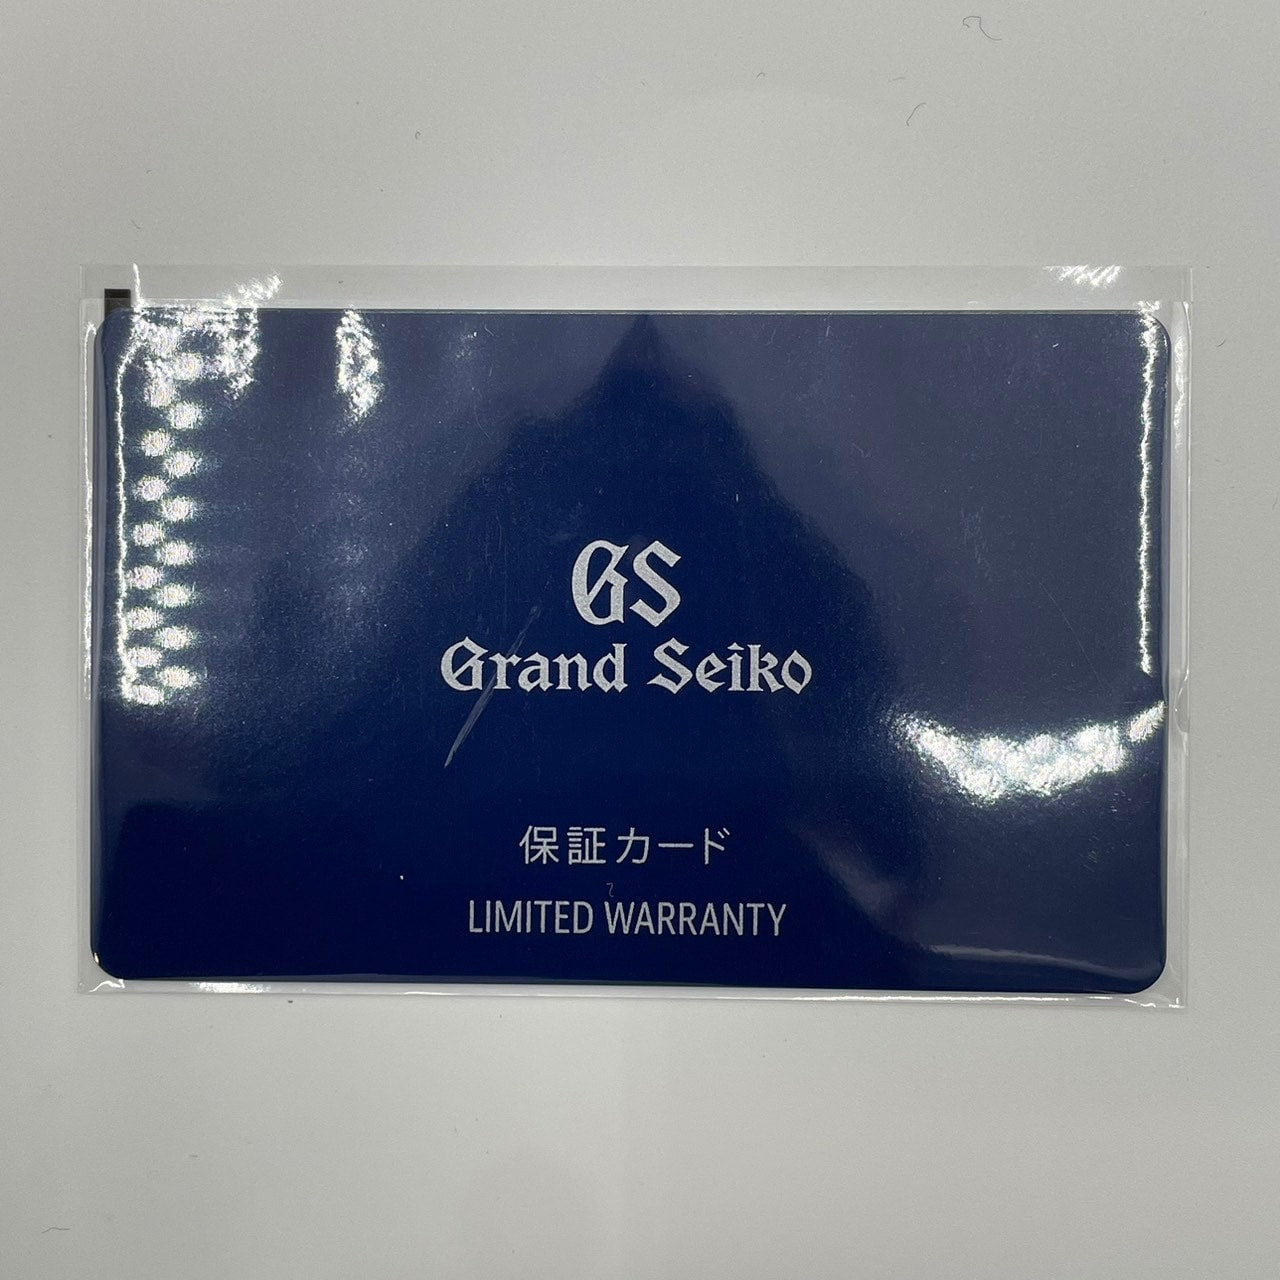 GS
Grand Seiko
保証カード
LIMITED WARRANTY